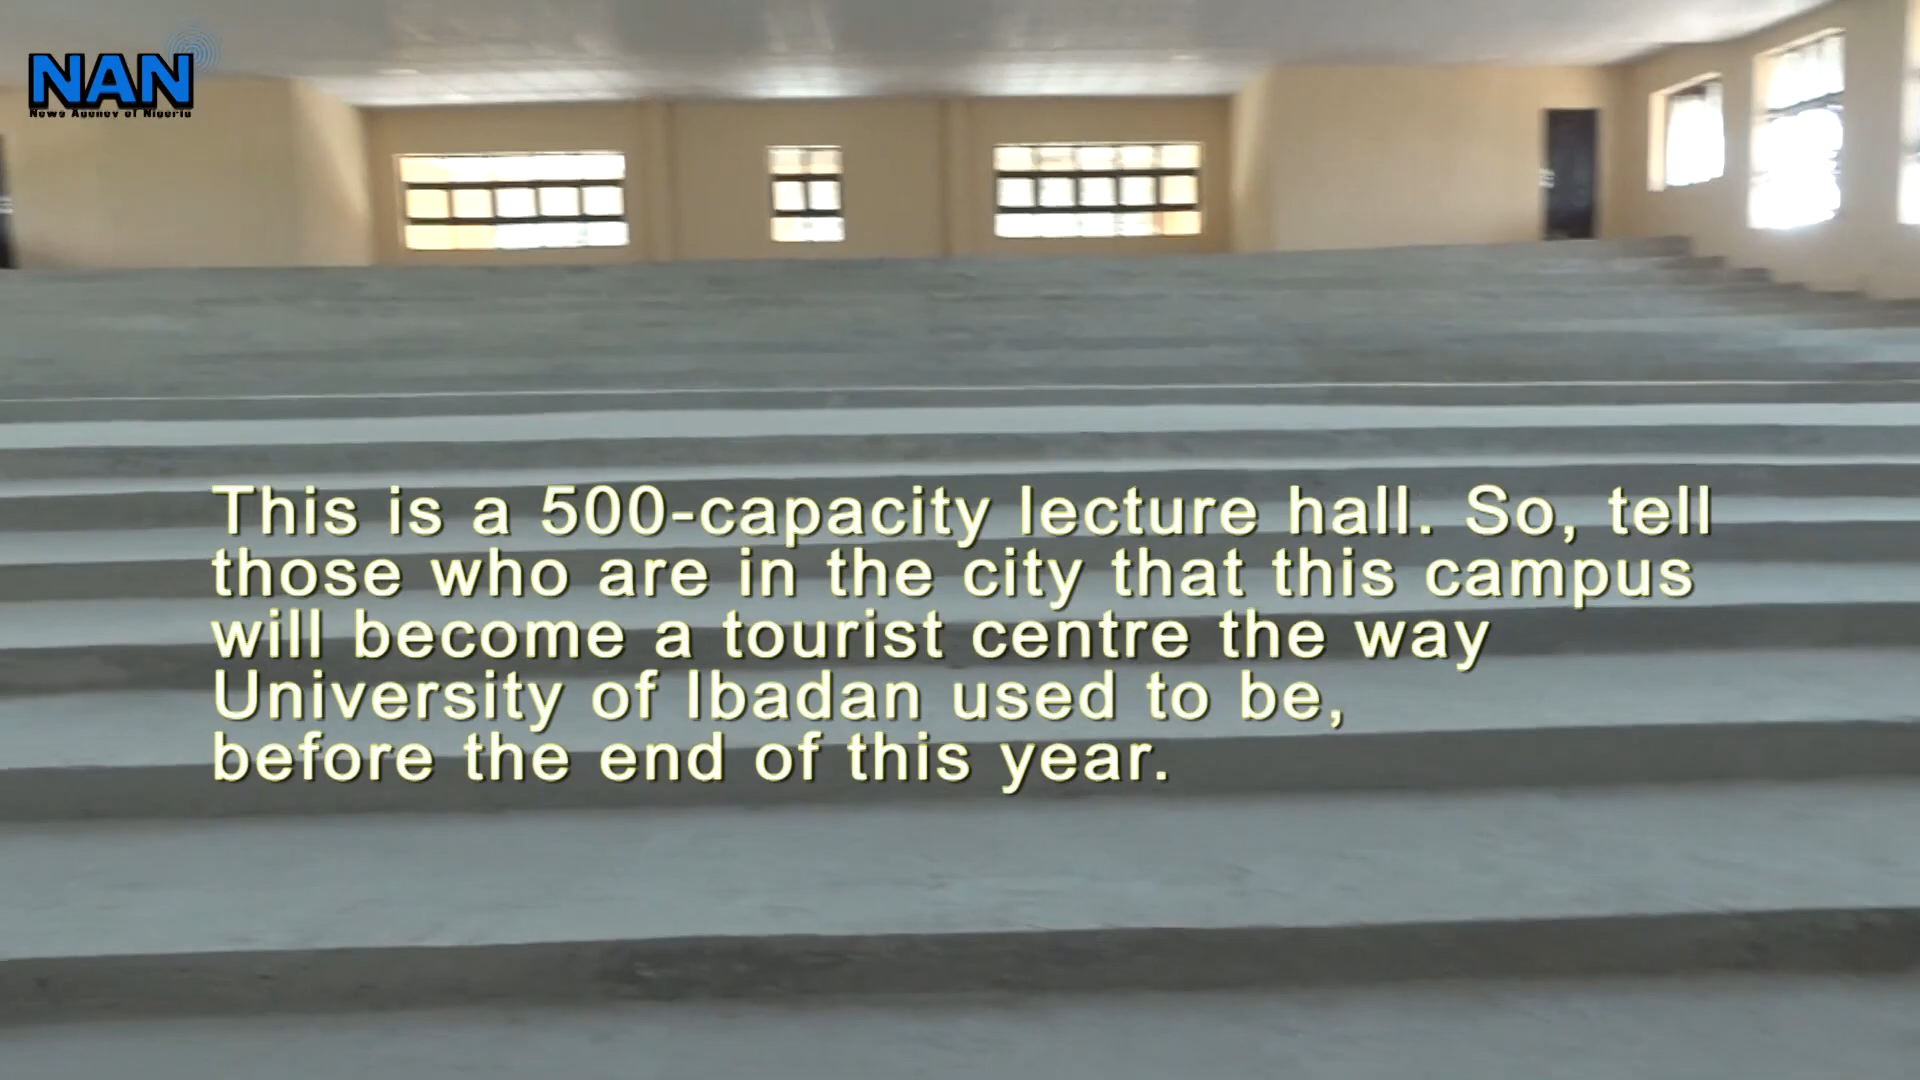 NAN
News Agency of Nigeria
This is a 500-capacity lecture hall. So, tell
those who are in the city that this campus
will become a tourist centre the way
University of Ibadan used to be,
before the end of this year.